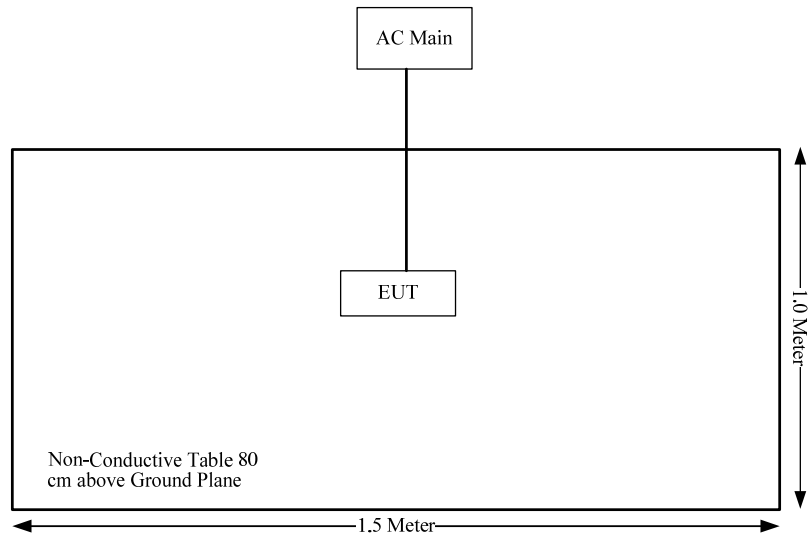 AC Main
EUT
1.0 Meter
Non-Conductive Table 80
cm above Ground Plane
1.5 Meter